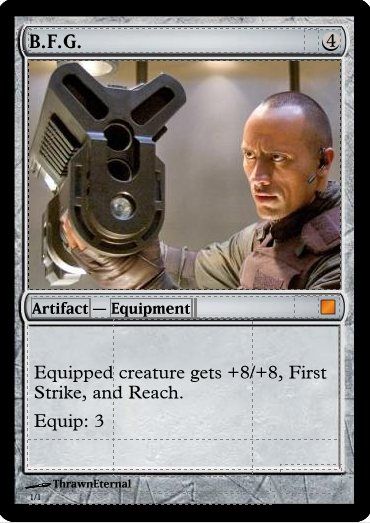 B.F.G. 4
Artifact — Equipment
Equipped creature gets +8/+8, First
Strike, and Reach.
Equip: 3
ThrawnEternal
1/1